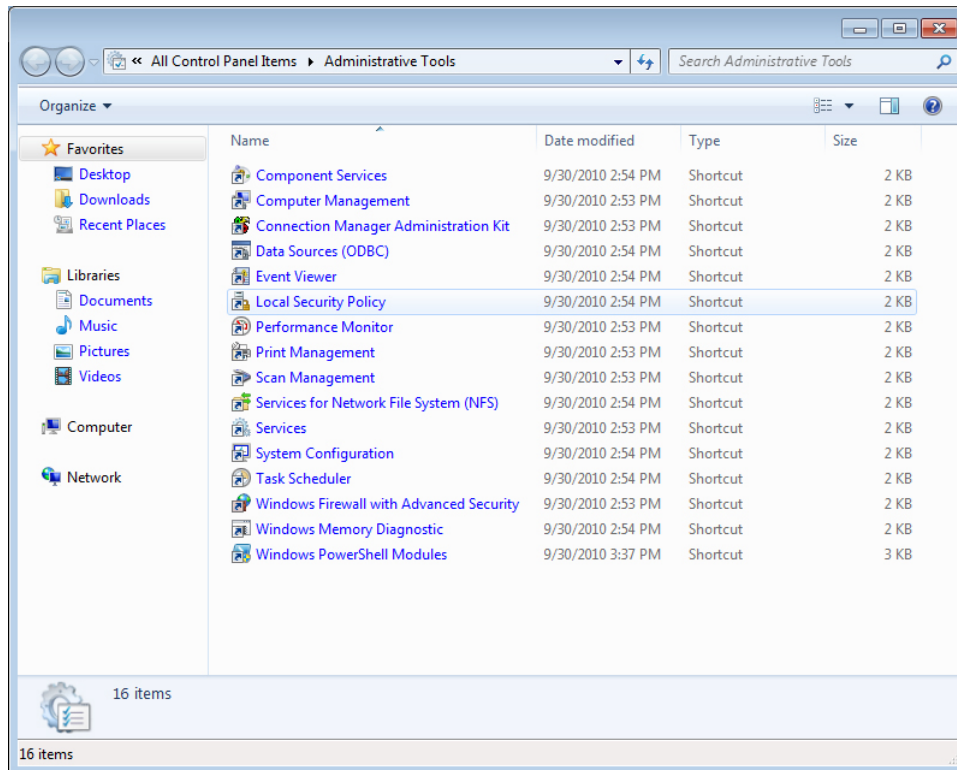 « All Control Panel Items ▸ Administrative Tools Search Administrative Tools
Organize
Name Date modified Type Size
Favorites
Desktop
Downloads
Recent Places
Libraries
Documents
Music
Pictures
Videos
Computer
Network
Component Services 9/30/2010 2:54 PM Shortcut 2 KB
Computer Management 9/30/2010 2:53 PM Shortcut 2 KB
Connection Manager Administration Kit 9/30/2010 2:53 PM Shortcut 2 KB
Data Sources (ODBC) 9/30/2010 2:54 PM Shortcut 2 KB
Event Viewer 9/30/2010 2:54 PM Shortcut 2 KB
Local Security Policy 9/30/2010 2:54 PM Shortcut 2 KB
Performance Monitor 9/30/2010 2:53 PM Shortcut 2 KB
Print Management 9/30/2010 2:53 PM Shortcut 2 KB
Scan Management 9/30/2010 2:53 PM Shortcut 2 KB
Services for Network File System (NFS) 9/30/2010 2:54 PM Shortcut 2 KB
Services 9/30/2010 2:53 PM Shortcut 2 KB
System Configuration 9/30/2010 2:54 PM Shortcut 2 KB
Task Scheduler 9/30/2010 2:54 PM Shortcut 2 KB
Windows Firewall with Advanced Security 9/30/2010 2:53 PM Shortcut 2 KB
Windows Memory Diagnostic 9/30/2010 2:54 PM Shortcut 2 KB
Windows PowerShell Modules 9/30/2010 3:37 PM Shortcut 3 KB
16 items
16 items